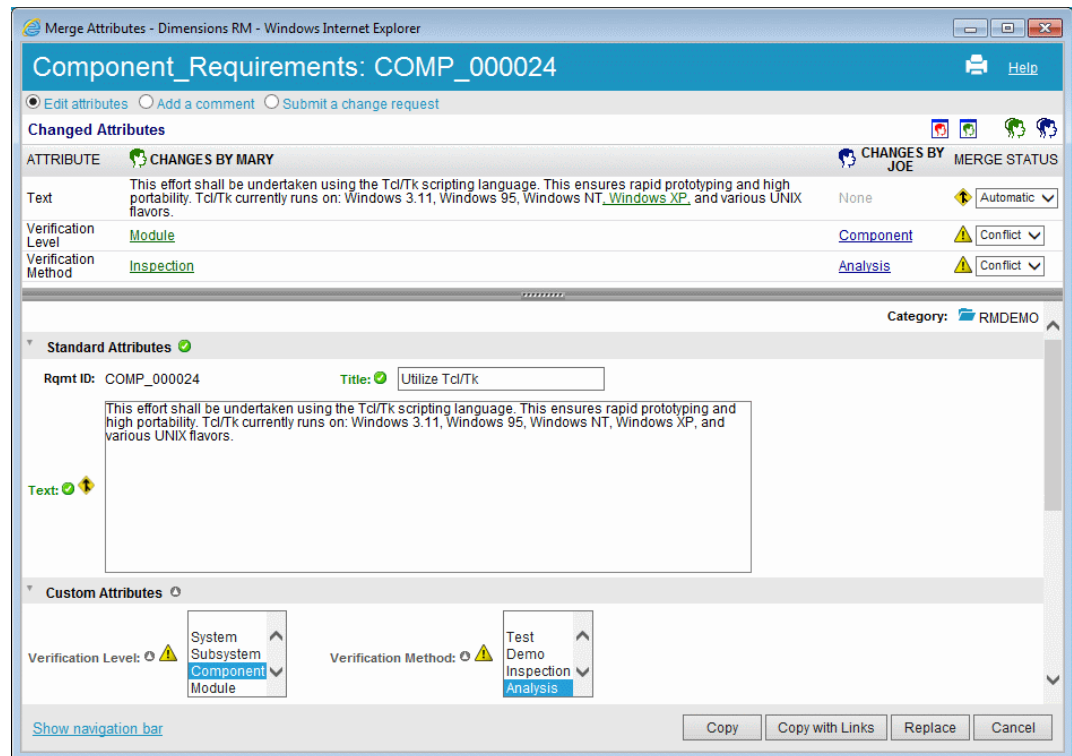 Merge Attributes - Dimensions RM - Windows Internet Explorer
Component_Requirements: COMP_000024
Help
Edit attributes Add a comment Submit a change request
Changed Attributes
ATTRIBUTE CHANGES BY MARY CHANGES BY JOE MERGE STATUS
Text
This effort shall be undertaken using the Tcl/Tk scripting language. This ensures rapid prototyping and high
portability. Tcl/Tk currently runs on: Windows 3.11, Windows 95, Windows NT, Windows XP, and various UNIX
flavors.
None Automatic
Verification
Level
Module Component Conflict
Verification
Method
Inspection Analysis Conflict
Category: RMDEMO
Standard Attributes
Rqmt ID: COMP_000024 Title: Utilize Tcl/Tk
Text:
This effort shall be undertaken using the Tcl/Tk scripting language. This ensures rapid prototyping and
high portability. Tcl/Tk currently runs on: Windows 3.11, Windows 95, Windows NT, Windows XP, and
various UNIX flavors.
Custom Attributes
Verification Level:
System
Subsystem
Component
Module
Verification Method:
Test
Demo
Inspection
Analysis
Show navigation bar Copy Copy with Links Replace Cancel